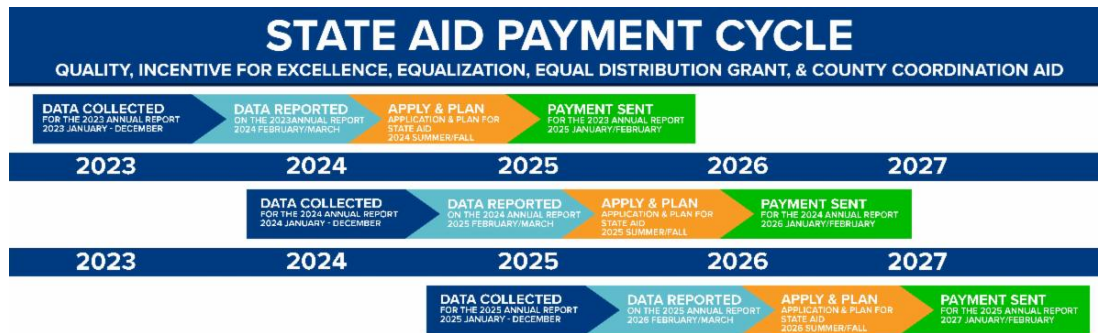 STATE AID PAYMENT CYCLE
QUALITY, INCENTIVE FOR EXCELLENCE, EQUALIZATION, EQUAL DISTRIBUTION GRANT, & COUNTY COORDINATION AID
DATA COLLECTED
FOR THE 2023 ANNUAL REPORT
2023 JANUARY - DECEMBER
DATA REPORTED
ON THE 2023ANNUAL REPORT
2024 FEBRUARY/MARCH
APPLY & PLAN
APPLICATION & PLAN FOR
STATE AID
2024 SUMMER/FALL
PAYMENT SENT
FOR THE 2023 ANNUAL REPORT
2025 JANUARY/FEBRUARY
2023 2024 2025 2026 2027
DATA COLLECTED
FOR THE 2024 ANNUAL REPORT
2024 JANUARY - DECEMBER
DATA REPORTED
ON THE 2024 ANNUAL REPORT
2025 FEBRUARY/MARCH
APPLY & PLAN
APPLICATION & PLAN FOR
STATE AID
2025 SUMMER/FALL
PAYMENT SENT
FOR THE 2024 ANNUAL REPORT
2026 JANUARY/FEBRUARY
2023 2024 2025 2026 2027
DATA COLLECTED
FOR THE 2025 ANNUAL REPORT
2025 JANUARY - DECEMBER
DATA REPORTED
ON THE 2025 ANNUAL REPORT
2026 FEBRUARY/MARCH
APPLY & PLAN
APPLICATION & PLAN FOR
STATE AID
2026 SUMMER/FALL
PAYMENT SENT
FOR THE 2025 ANNUAL REPORT
2027 JANUARY/FEBRUARY